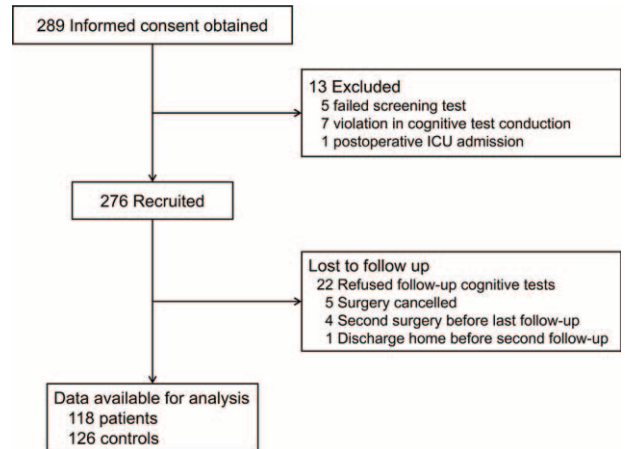 289 Informed consent obtained
13 Excluded
5 failed screening test
7 violation in cognitive test conduction
1 postoperative ICU admission
276 Recruited
Lost to follow up
22 Refused follow-up cognitive tests
5 Surgery cancelled
4 Second surgery before last follow-up
1 Discharge home before second follow-up
Data available for analysis
118 patients
126 controls